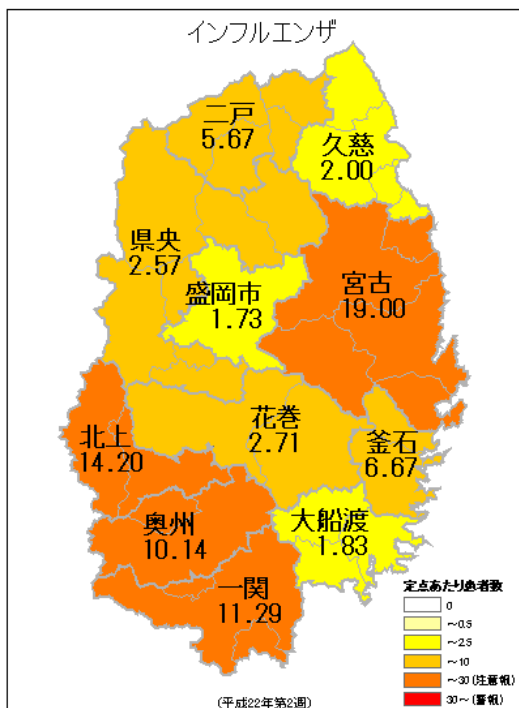 インフルエンザ
二戸
5.67
久慈
2.00
県央
2.57
盛岡市
1.73
宮古
19.00
北上
14.20
花巻
2.71
釜石
6.67
奥州
10.14
大船渡
1.83
一関
11.29
定点あたり患者数
0
～0.5
～2.5
～10
～30(注意報)
30～(警報)
(平成22年第2週)